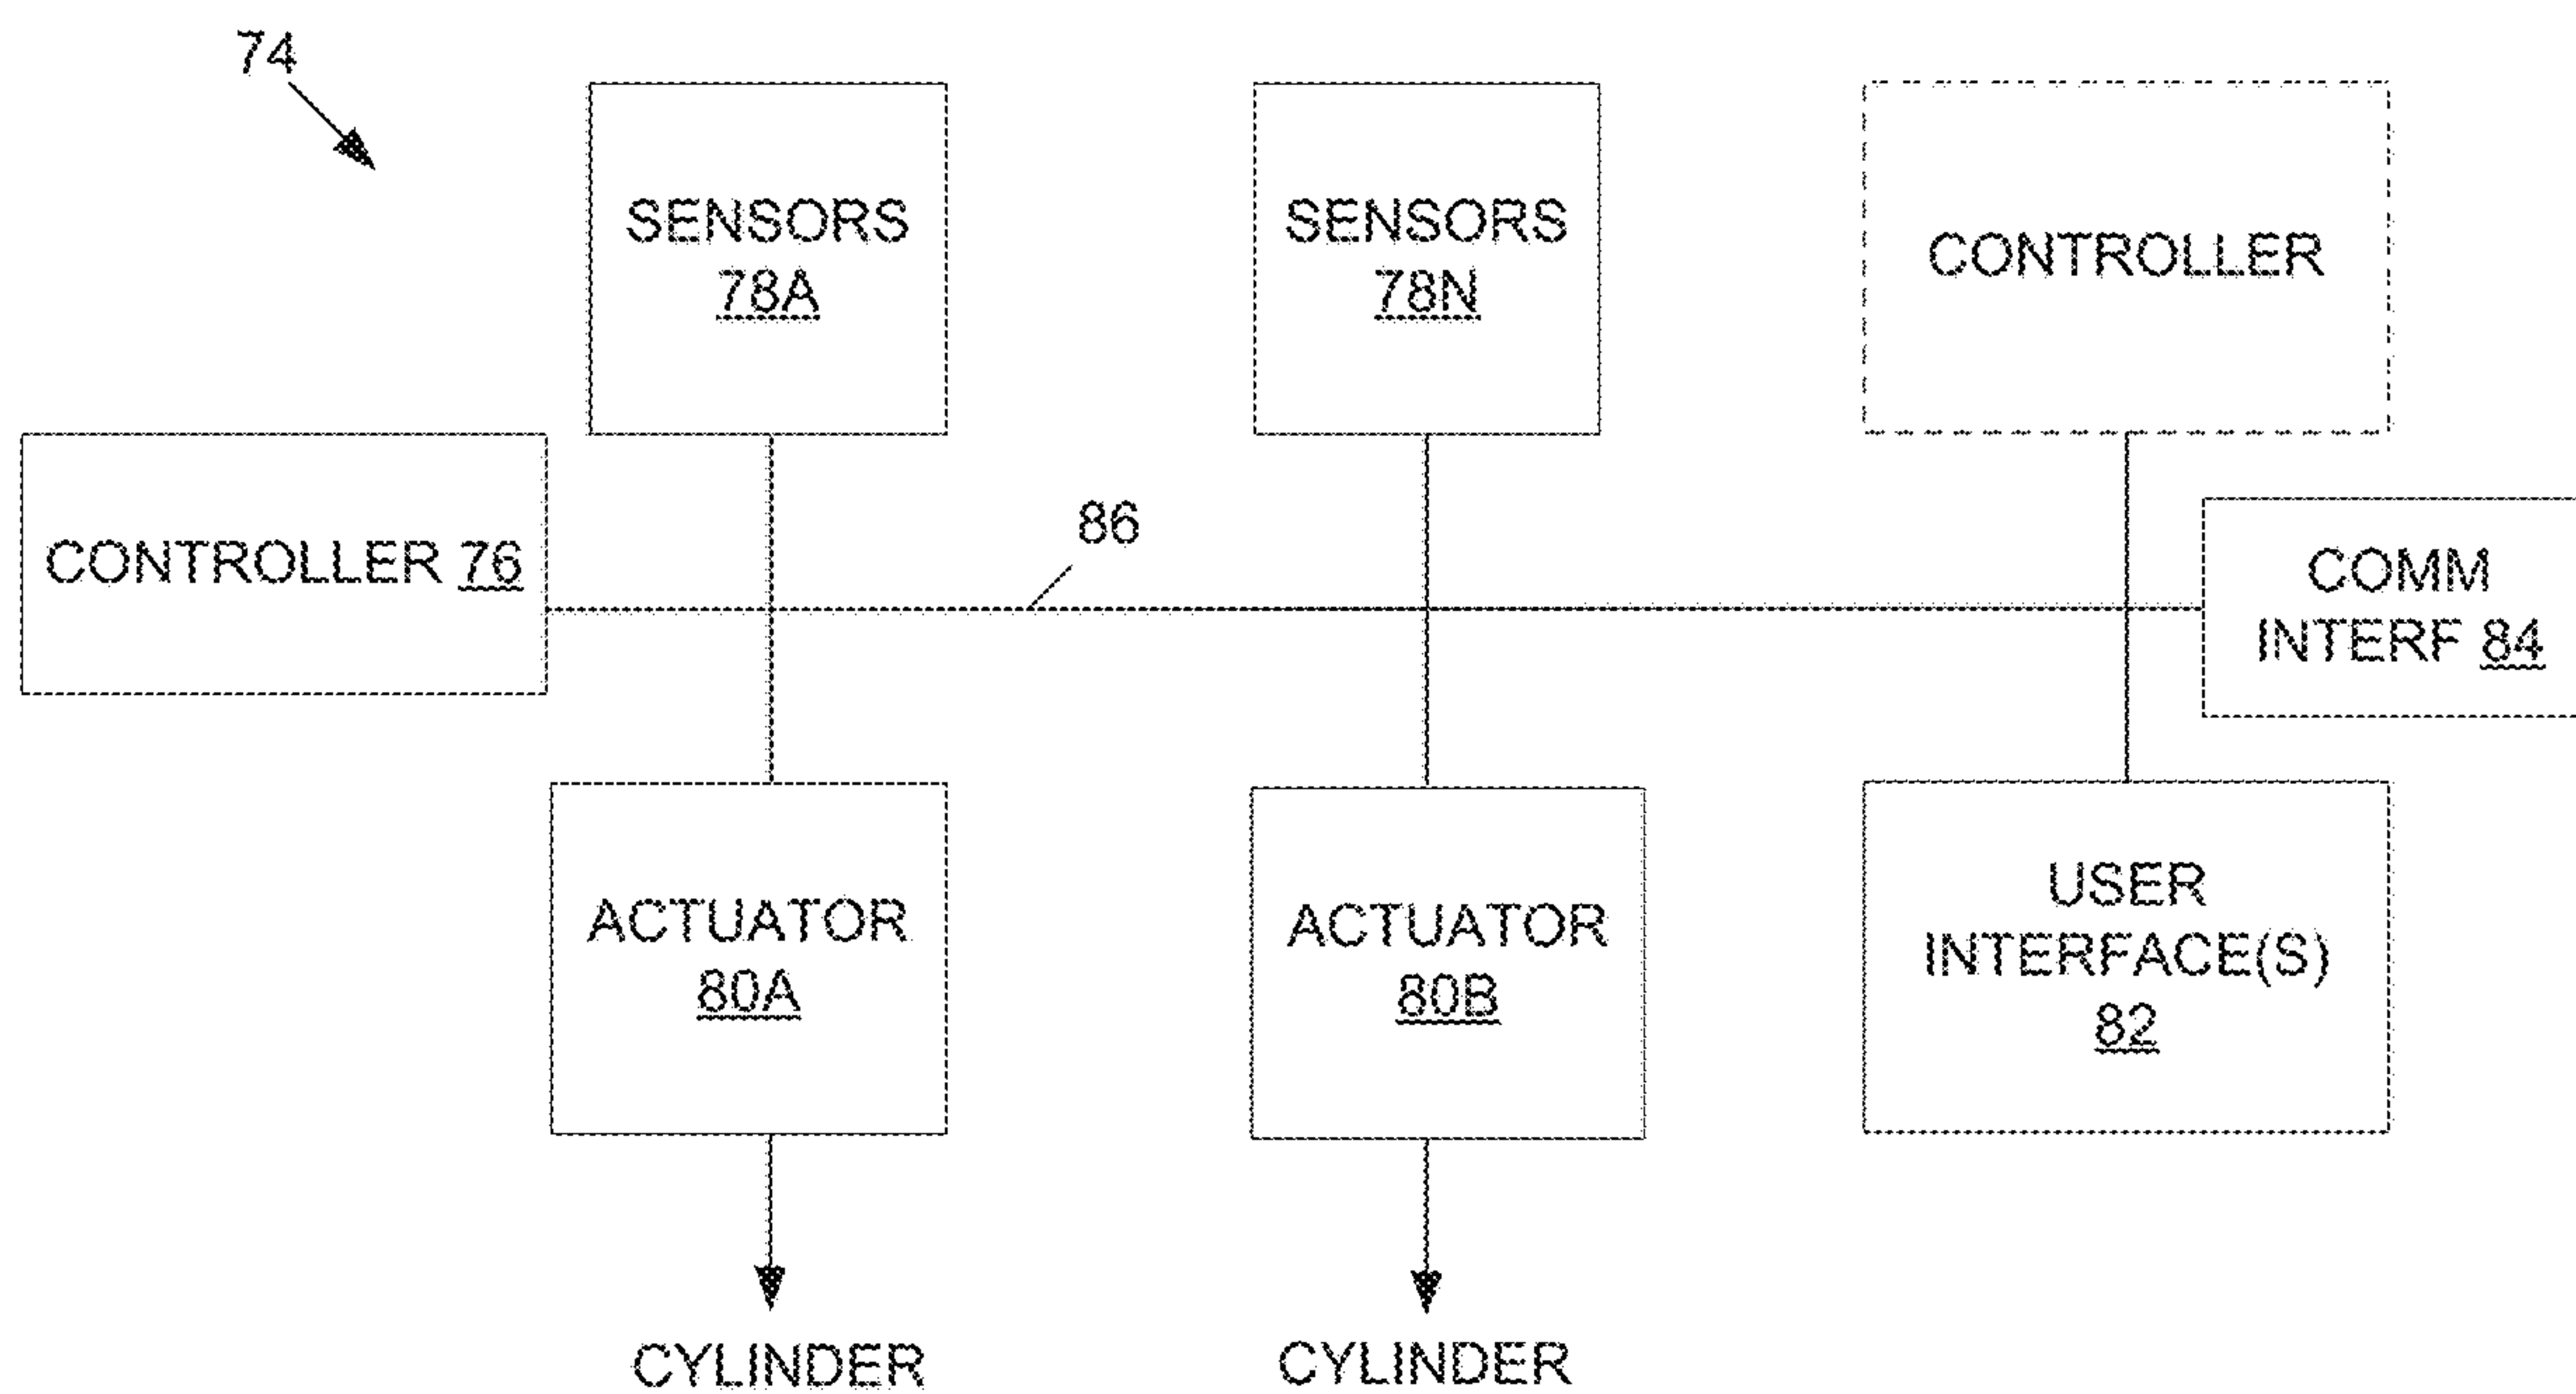 74
SENSORS
78A
SENSORS
78N
CONTROLLER
CONTROLLER 76
86
COMM
INTERF 84
ACTUATOR
80A
ACTUATOR
80B
USER
INTERFACE(S)
82
CYLINDER
CYLINDER